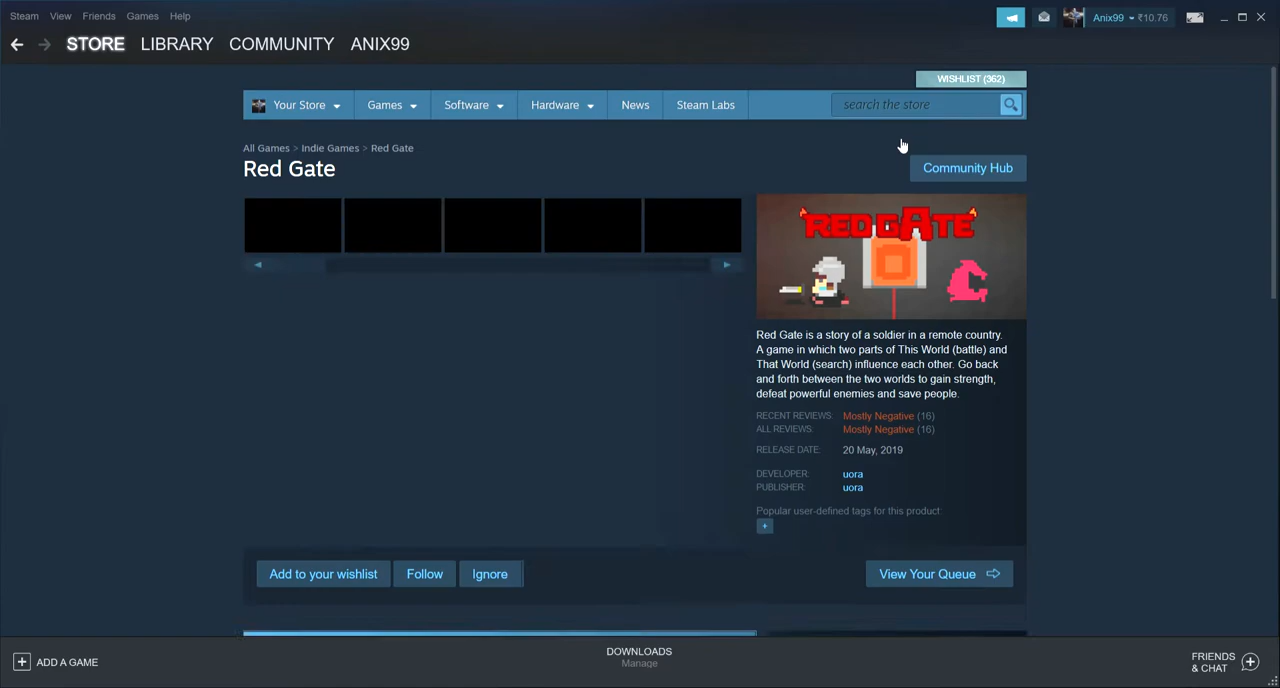 Steam View Friends Games Help
Anix99 ₹10.76
STORE LIBRARY COMMUNITY ANIX99
WISHLIST (362)
Your Store Games Software Hardware News Steam Labs search the store
All Games > Indie Games > Red Gate
Red Gate
Community Hub
RED GATE
Red Gate is a story of a soldier in a remote country.
A game in which two parts of This World (battle) and
That World (search) influence each other. Go back
and forth between the two worlds to gain strength,
defeat powerful enemies and save people.
RECENT REVIEWS: Mostly Negative (16)
ALL REVIEWS: Mostly Negative (16)
RELEASE DATE: 20 May, 2019
DEVELOPER: uora
PUBLISHER: uora
Popular user-defined tags for this product:
+
Add to your wishlist Follow Ignore View Your Queue
+ ADD A GAME
DOWNLOADS
Manage
FRIENDS
& CHAT +